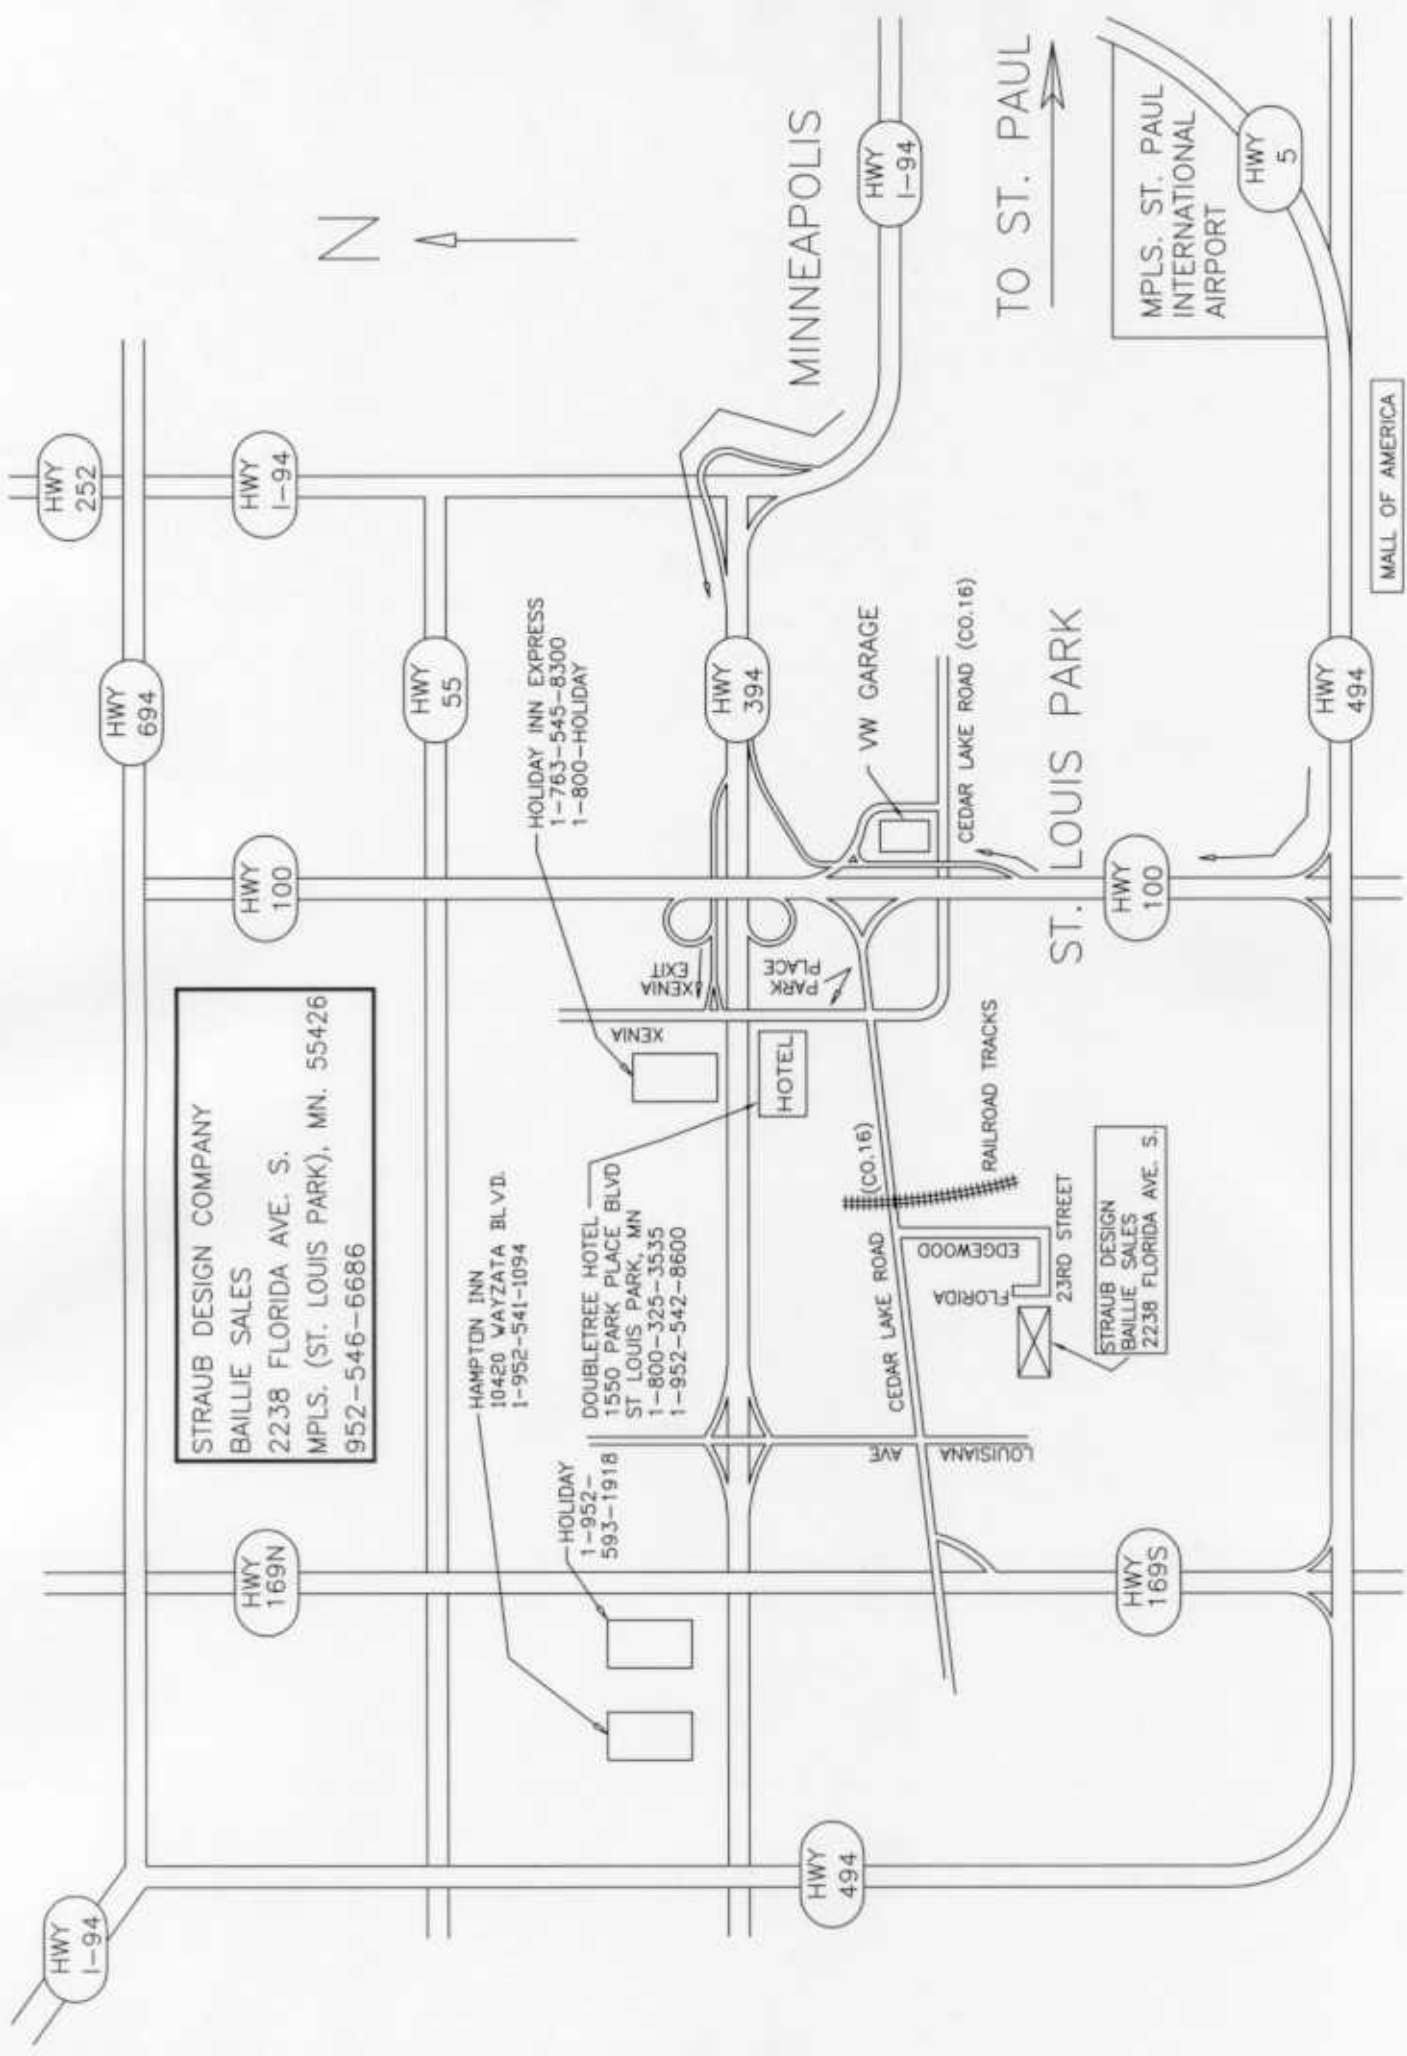 HWY
I-94
HWY
694
HWY
252
STRAUB DESIGN COMPANY
BAILLIE SALES
2238 FLORIDA AVE. S.
MPLS. (ST. LOUIS PARK), MN. 55426
952-546-6686
HWY
169N
HWY
100
HWY
I-94
N
HWY
55
HAMPTON INN
10420 WAYZATA BLVD.
1-952-541-1094
HOLIDAY INN EXPRESS
1-763-545-8300
1-800-HOLIDAY
HOLIDAY
1-952-
593-1918
DOUBLETREE HOTEL
1550 PARK PLACE BLVD
ST LOUIS PARK, MN
1-800-325-3535
1-952-542-8600
XENIA
XENIA
EXIT
HWY
394
HOTEL
PARK
PLACE
MINNEAPOLIS
HWY
494
HWY
I-94
VW GARAGE
CEDAR LAKE ROAD
(CO.16)
CEDAR LAKE ROAD (CO.16)
LOUISIANA
AVE
EDGEWOOD
FLORIDA
RAILROAD TRACKS
23RD STREET
STRAUB DESIGN
BAILLIE SALES
2238 FLORIDA AVE. S.
ST. LOUIS PARK
TO ST. PAUL
HWY
169S
HWY
100
MPLS. ST. PAUL
INTERNATIONAL
AIRPORT
HWY
5
HWY
494
MALL OF AMERICA